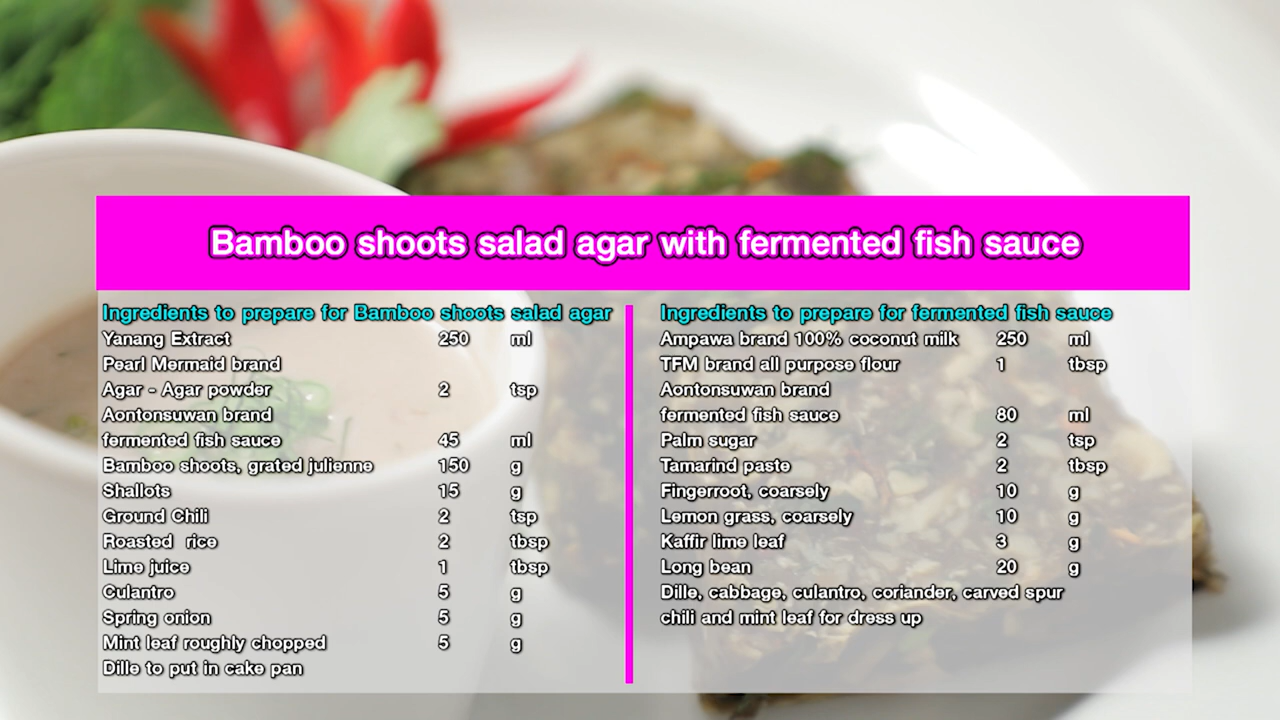 Bamboo shoots salad agar with fermented fish sauce
Ingredients to prepare for Bamboo shoots salad agar
Yanang Extract 250 ml
Pearl Mermaid brand
Agar - Agar powder 2 tsp
Aontonsuwan brand
fermented fish sauce 45 ml
Bamboo shoots, grated julienne 150 g
Shallots 15 g
Ground Chili 2 tsp
Roasted rice 2 tbsp
Lime juice 1 tbsp
Culantro 5 g
Spring onion 5 g
Mint leaf roughly chopped 5 g
Dille to put in cake pan
Ingredients to prepare for fermented fish sauce
Ampawa brand 100% coconut milk 250 ml
TFM brand all purpose flour 1 tbsp
Aontonsuwan brand
fermented fish sauce 80 ml
Palm sugar 2 tsp
Tamarind paste 2 tbsp
Fingerroot, coarsely 10 g
Lemon grass, coarsely 10 g
Kaffir lime leaf 3 g
Long bean 20 g
Dille, cabbage, culantro, coriander, carved spur
chili and mint leaf for dress up